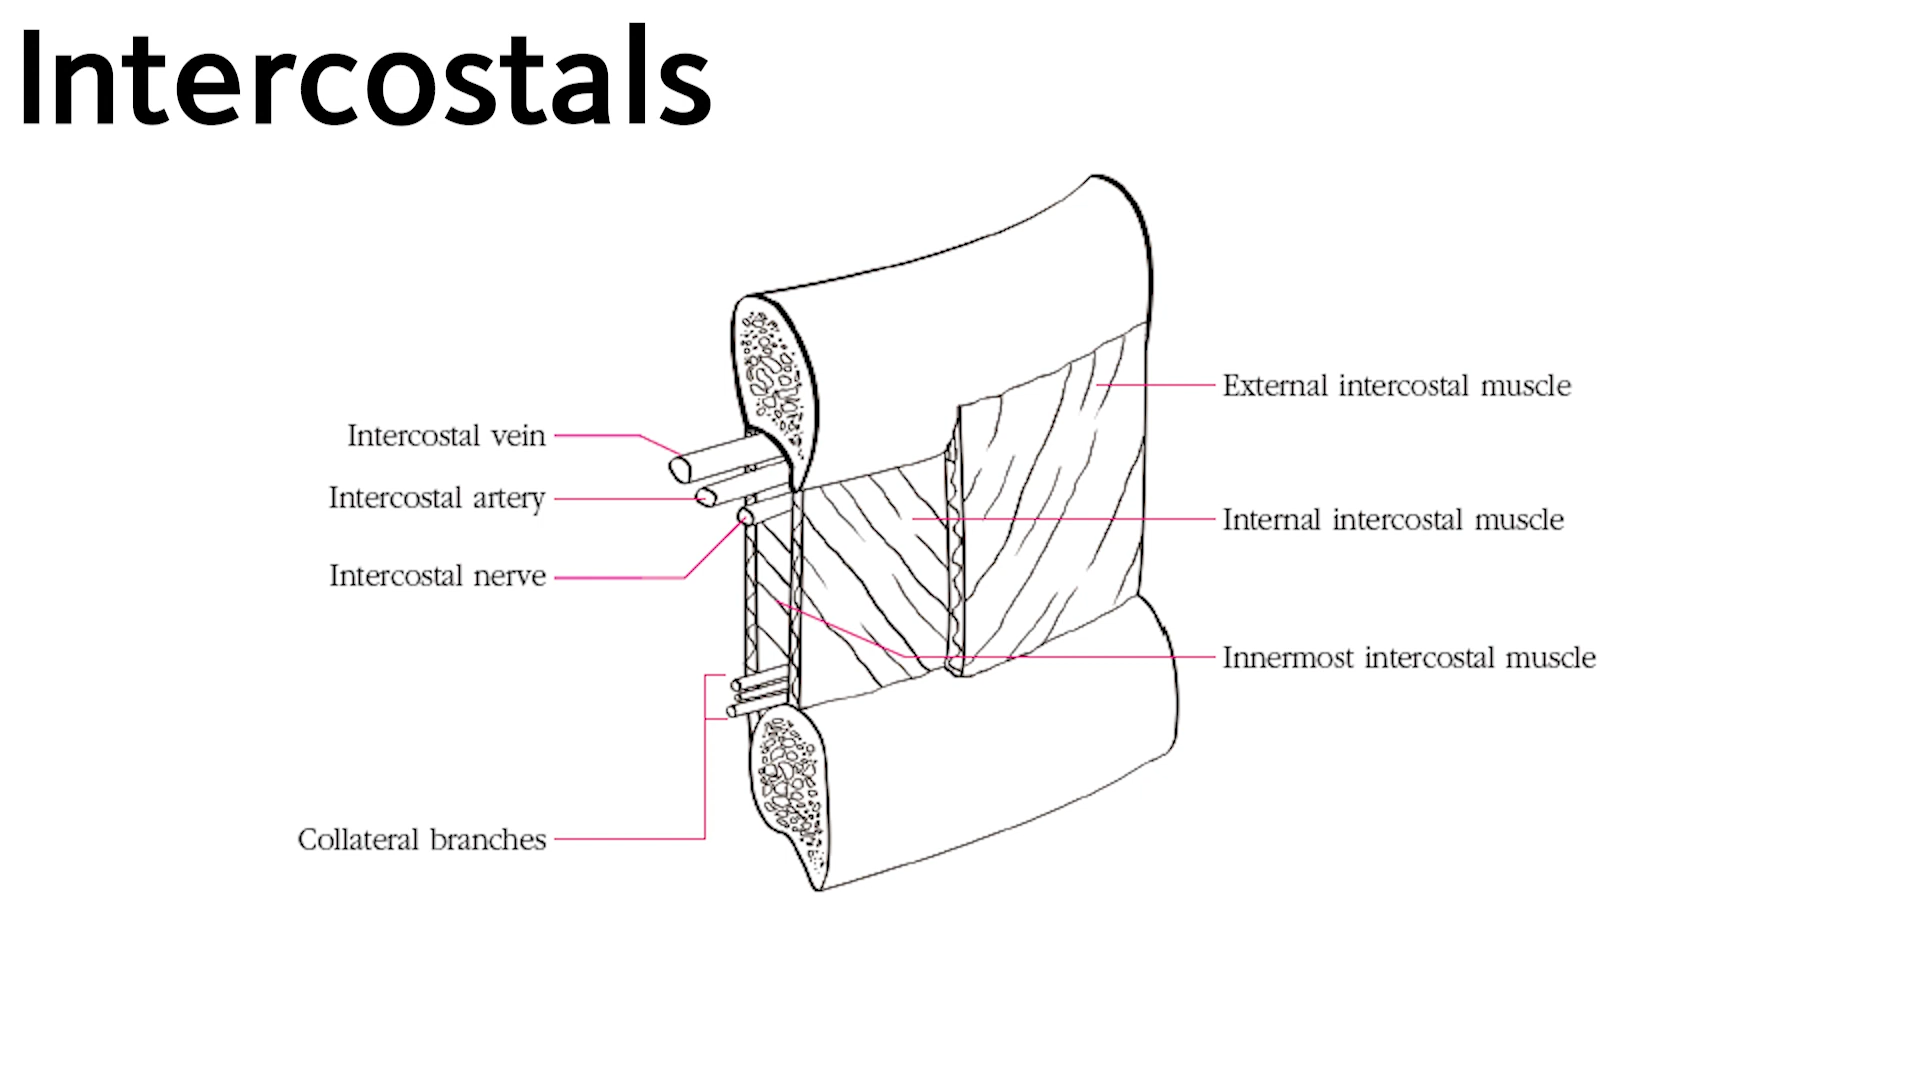 Intercostals
Intercostal vein
Intercostal artery
Intercostal nerve
Collateral branches
External intercostal muscle
Internal intercostal muscle
Innermost intercostal muscle